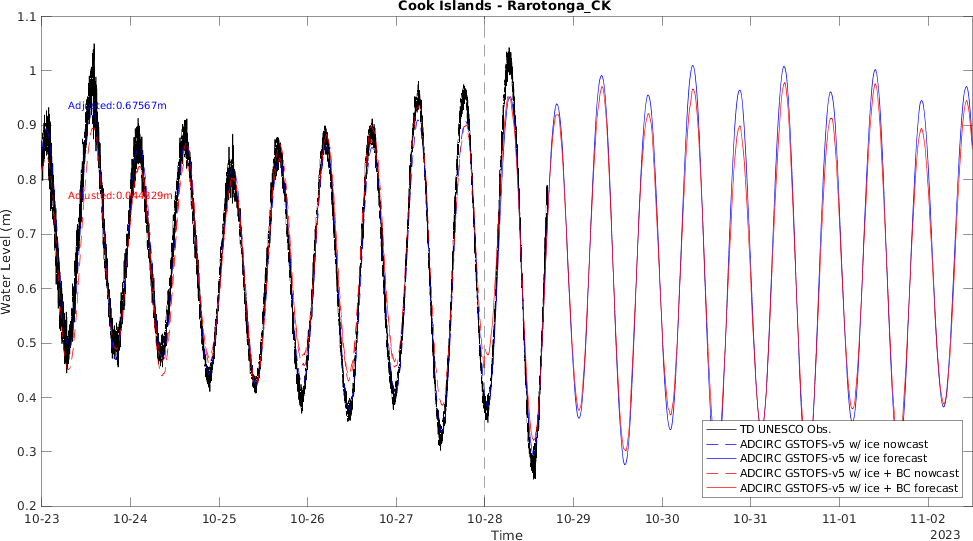 Cook Islands - Rarotonga_CK
1.1
1
0.9
0.8
0.7
0.6
0.5
0.4
0.3
0.2
Water Level (m)
Adjusted:0.67567m
Adjusted:0.044329m
TD UNESCO Obs.
ADCIRC GSTOFS-v5 w/ ice nowcast
ADCIRC GSTOFS-v5 w/ ice forecast
ADCIRC GSTOFS-v5 w/ ice + BC nowcast
ADCIRC GSTOFS-v5 w/ ice + BC forecast
10-23 10-24 10-25 10-26 10-27 10-28 10-29 10-30 10-31 11-01 11-02
Time
2023